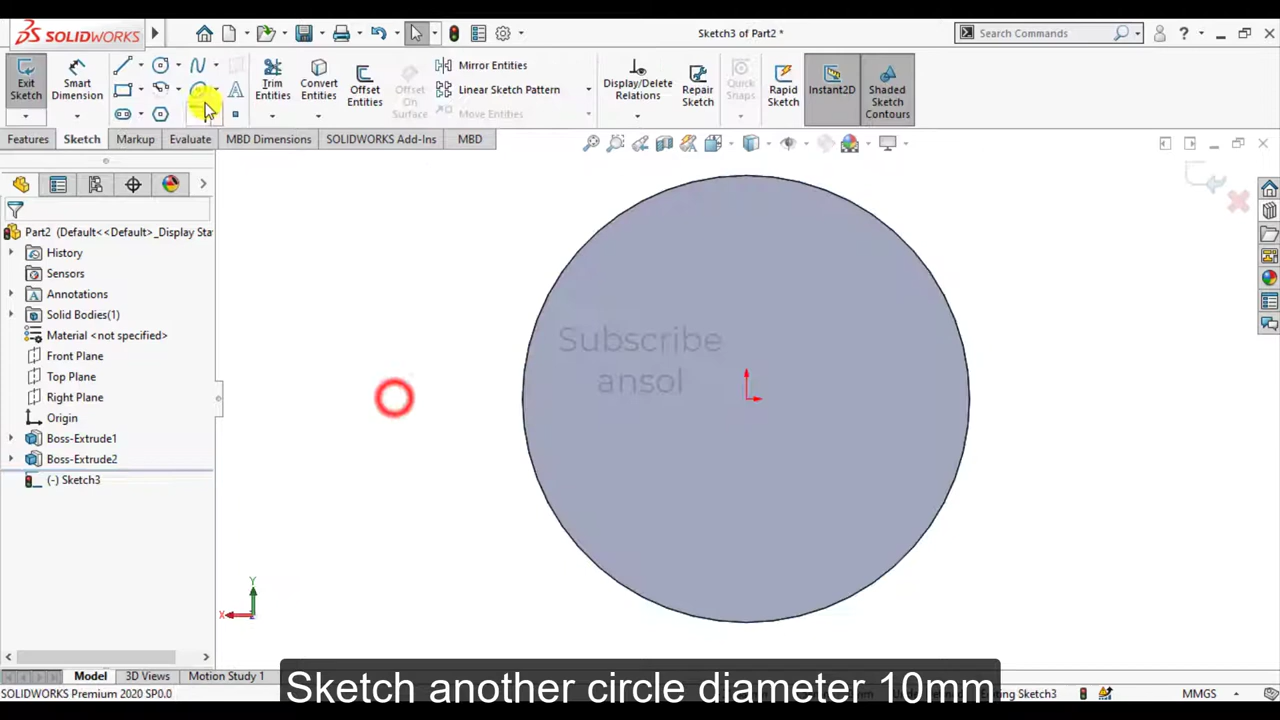 SOLIDWORKS
Sketch3 of Part2 *
Search Commands
Exit Sketch
Smart Dimension
Trim Entities
Convert Entities
Offset Entities
Offset On Surface
Mirror Entities
Linear Sketch Pattern
Move Entities
Display/Delete Relations
Quick Snaps
Repair Sketch
Rapid Sketch
Instant2D
Shaded Sketch Contours
Features
Sketch
Markup
Evaluate
MBD Dimensions
SOLIDWORKS Add-Ins
MBD
Part2 (Default<<Default>_Display Sta
History
Sensors
Annotations
Solid Bodies(1)
Material <not specified>
Front Plane
Top Plane
Right Plane
Origin
Boss-Extrude1
Boss-Extrude2
(-) Sketch3
Subscribe
ansol
Y
X
Model
3D Views
Motion Study 1
Sketch another circle diameter 10mm
SOLIDWORKS Premium 2020 SP0.0
Editing Sketch3
MMGS